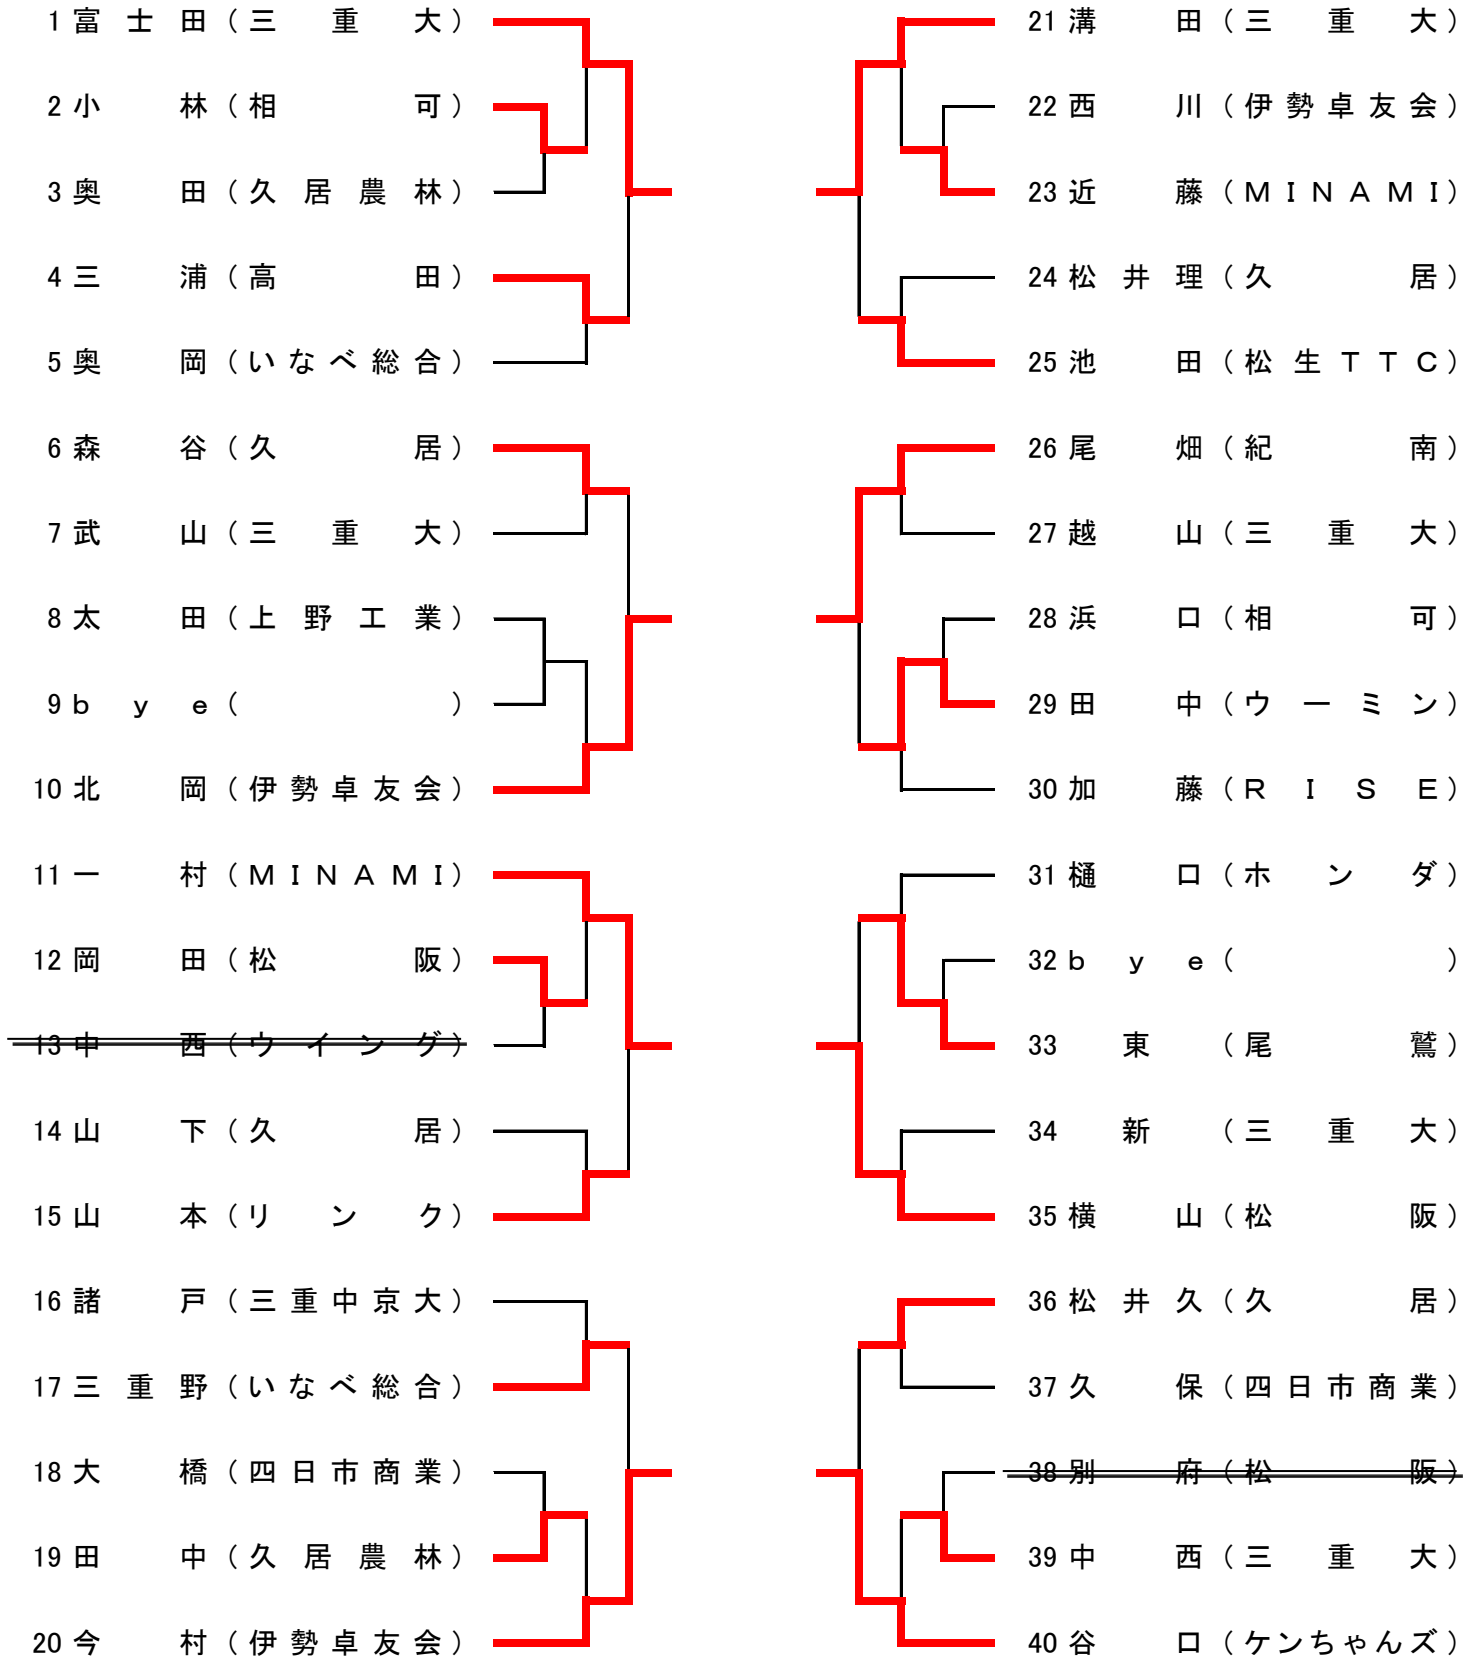 1 富士田（三重大）
2 小林（相可）
3 奥田（久居農林）
4 三浦（高田）
5 奥岡（いなべ総合）
6 森谷（久居）
7 武山（三重大）
8 太田（上野工業）
9 ｂｙｅ（　）
10 北岡（伊勢卓友会）
11 一村（ＭＩＮＡＭＩ）
12 岡田（松阪）
13 中西（ウイング）
14 山下（久居）
15 山本（リンク）
16 諸戸（三重中京大）
17 三重野（いなべ総合）
18 大橋（四日市商業）
19 田中（久居農林）
20 今村（伊勢卓友会）
21 溝田（三重大）
22 西川（伊勢卓友会）
23 近藤（ＭＩＮＡＭＩ）
24 松井理（久居）
25 池田（松生ＴＴＣ）
26 尾畑（紀南）
27 越山（三重大）
28 浜口（相可）
29 田中（ウーミン）
30 加藤（ＲＩＳＥ）
31 樋口（ホンダ）
32 ｂｙｅ（　）
33 東（尾鷲）
34 新（三重大）
35 横山（松阪）
36 松井久（久居）
37 久保（四日市商業）
38 別府（松阪）
39 中西（三重大）
40 谷口（ケンちゃんズ）